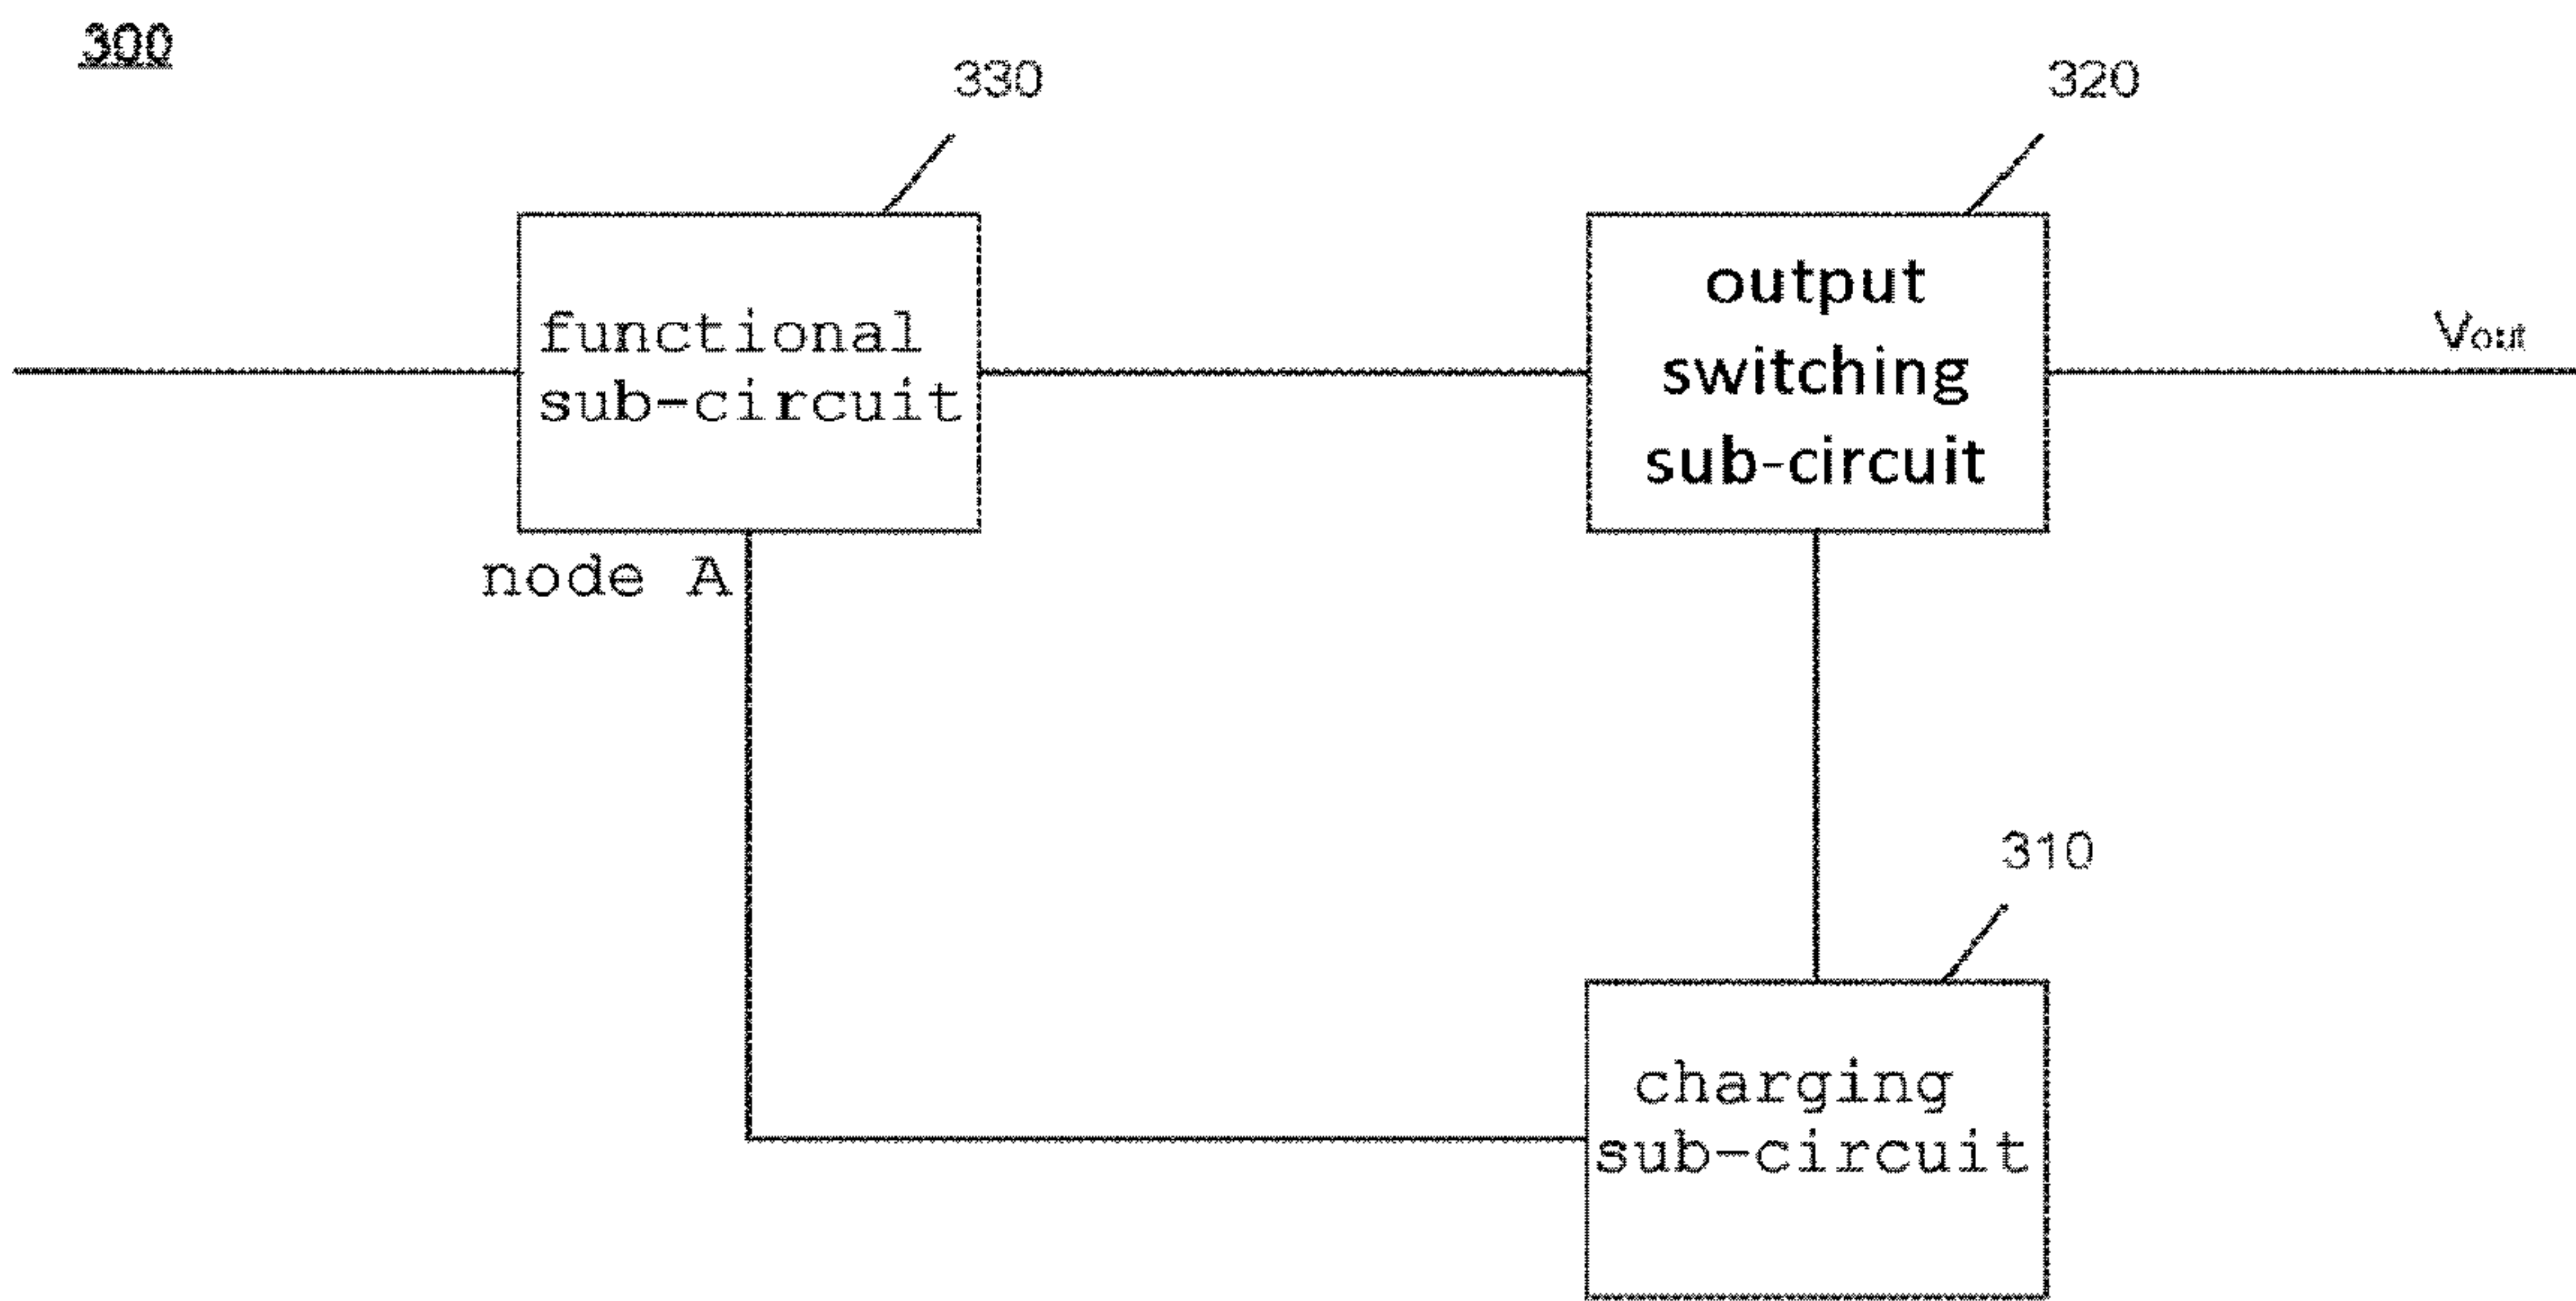 300
330
320
functional
sub-circuit
output
switching
sub-circuit
Vout
node A
310
charging
sub-circuit